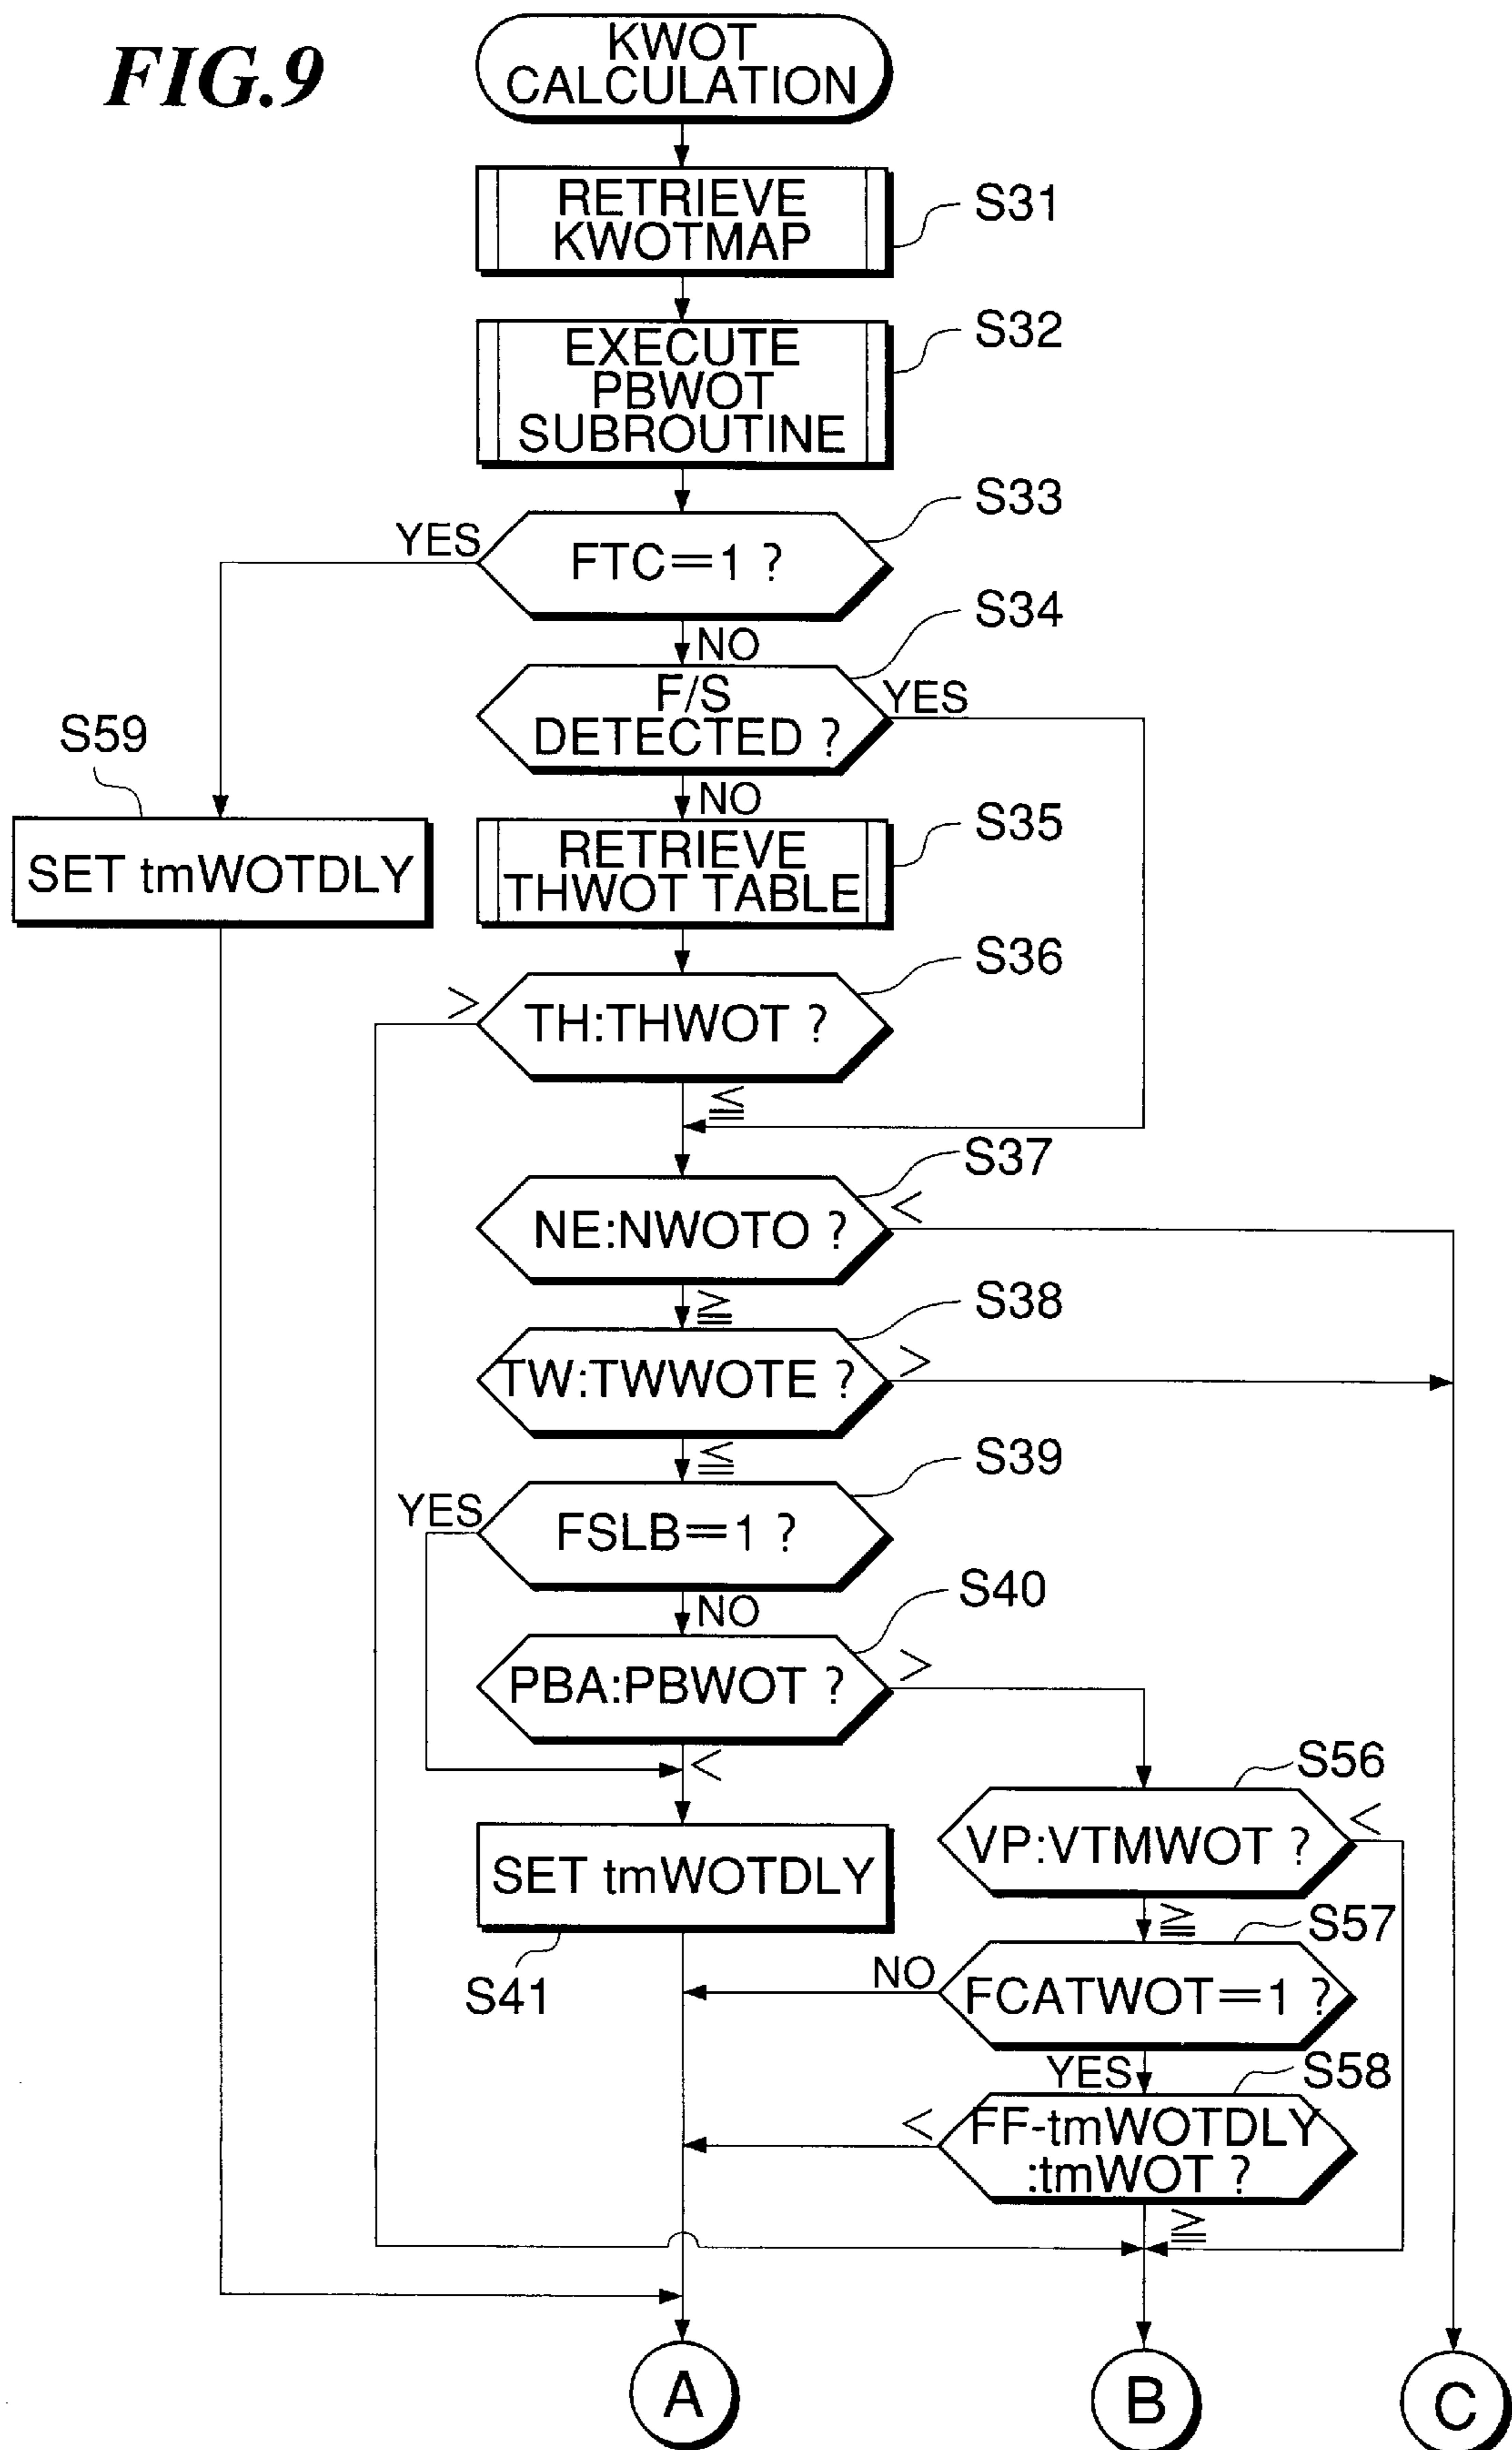 FIG.9
KWOT
CALCULATION
RETRIEVE
KWOTMAP
S31
EXECUTE
PBWOT
SUBROUTINE
S32
S33
YES
FTC=1 ?
NO
S34
F/S
DETECTED ?
YES
NO
S59
SET tmWOTDLY
RETRIEVE
THWOT TABLE
S35
S36
>
TH:THWOT ?
≦
S37
NE:NWOTO ?
<
≧
S38
TW:TWWOTE ?
>
≦
S39
YES
FSLB=1 ?
NO
S40
PBA:PBWOT ?
>
<
S56
VP:VTMWOT ?
<
≧
SET tmWOTDLY
S41
S57
NO
FCATWOT=1 ?
YES
S58
<
FF-tmWOTDLY
:tmWOT ?
≧
A
B
C